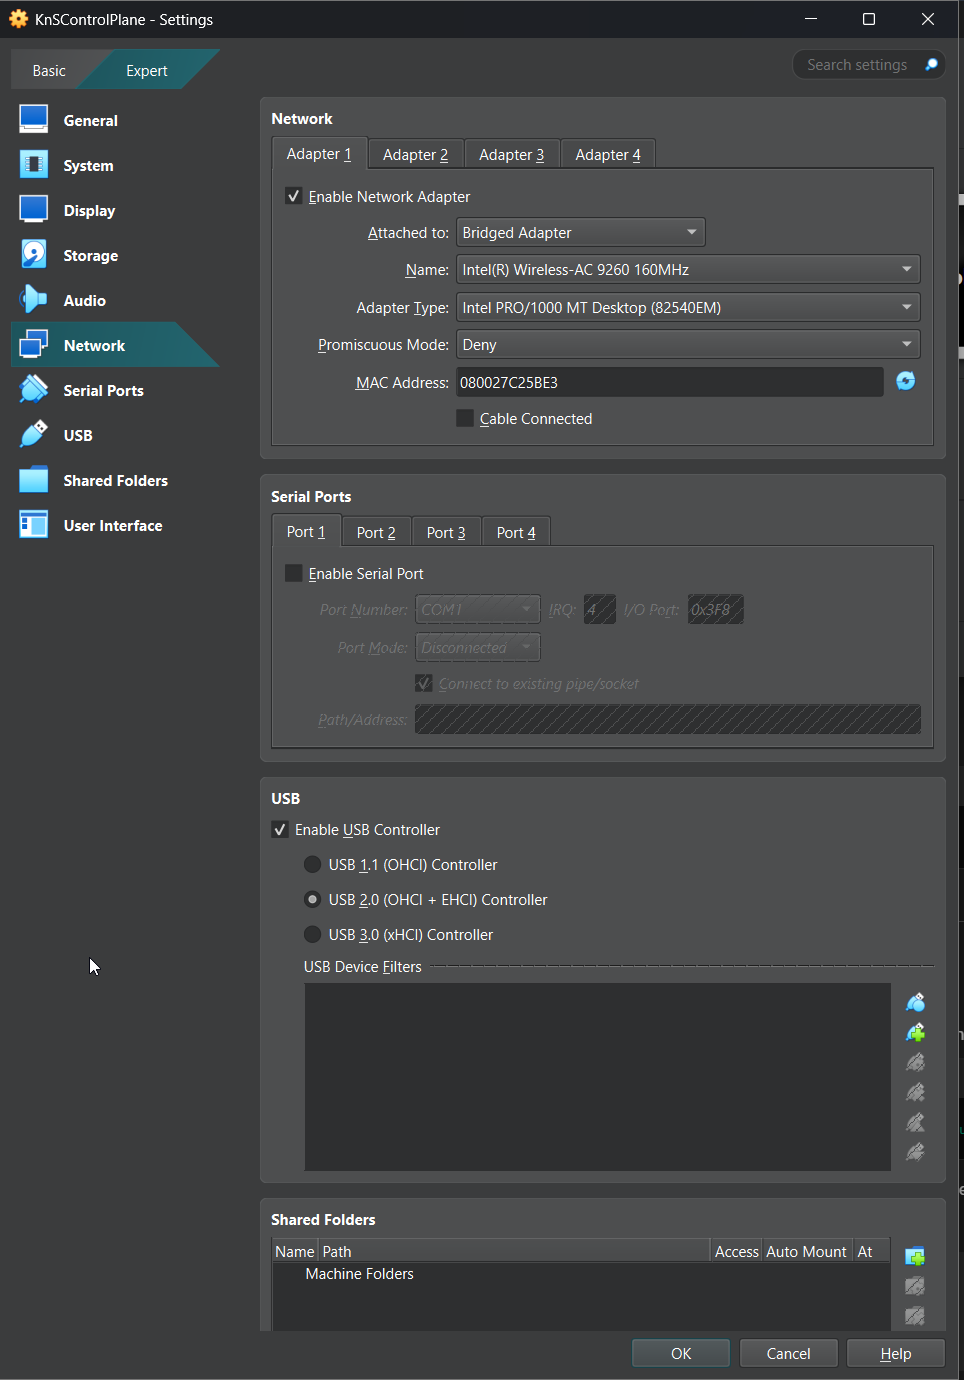 KnSControlPlane - Settings
Basic
Expert
Search settings
General
System
Display
Storage
Audio
Network
Serial Ports
USB
Shared Folders
User Interface
Network
Adapter 1
Adapter 2
Adapter 3
Adapter 4
Enable Network Adapter
Attached to: Bridged Adapter
Name: Intel(R) Wireless-AC 9260 160MHz
Adapter Type: Intel PRO/1000 MT Desktop (82540EM)
Promiscuous Mode: Deny
MAC Address: 080027C25BE3
Cable Connected
Serial Ports
Port 1
Port 2
Port 3
Port 4
Enable Serial Port
Port Number: COM1 IRQ: 4 I/O Port: 0x3F8
Port Mode: Disconnected
Connect to existing pipe/socket
Path/Address:
USB
Enable USB Controller
USB 1.1 (OHCI) Controller
USB 2.0 (OHCI + EHCI) Controller
USB 3.0 (xHCI) Controller
USB Device Filters
Shared Folders
Name Path Access Auto Mount At
Machine Folders
OK
Cancel
Help